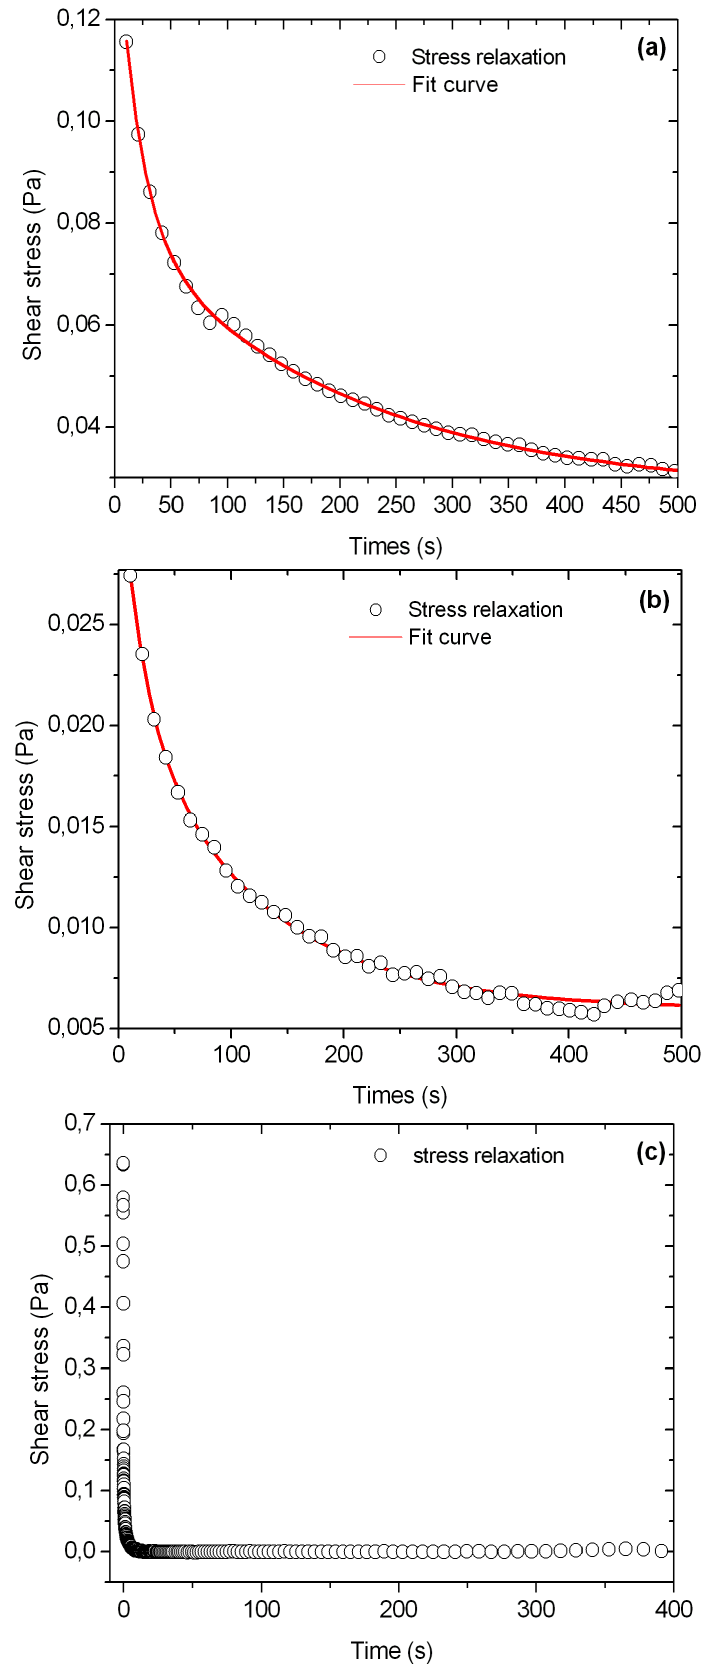 0,12
(a)
Stress relaxation
Fit curve
0,10
0,08
0,06
0,04
Shear stress (Pa)
0 50 100 150 200 250 300 350 400 450 500
Times (s)
(b)
Stress relaxation
Fit curve
0,025
0,020
0,015
0,010
0,005
Shear stress (Pa)
0 100 200 300 400 500
Times (s)
0,7
(c)
stress relaxation
0,6
0,5
0,4
0,3
0,2
0,1
0,0
Shear stress (Pa)
0 100 200 300 400
Time (s)